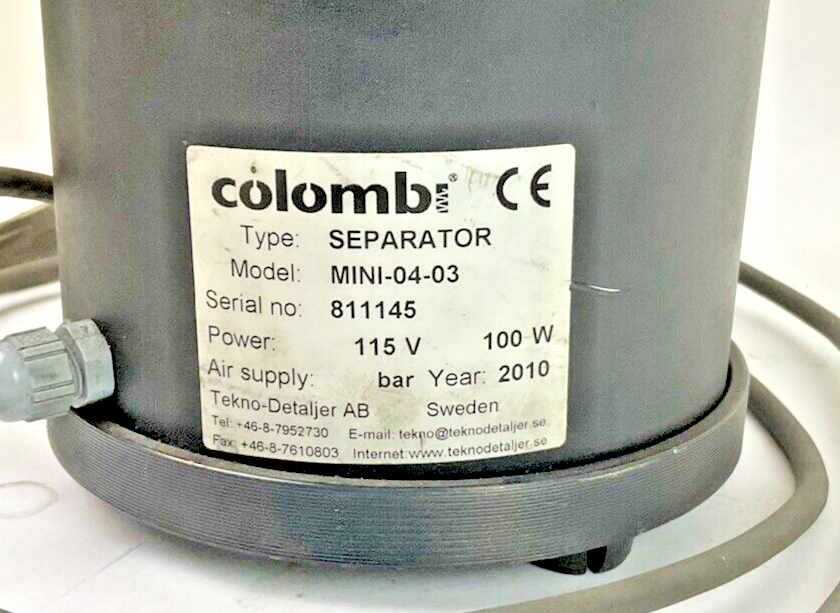 colombi® CE
Type: SEPARATOR
Model: MINI-04-03
Serial no: 811145
Power: 115 V 100 W
Air supply: bar Year: 2010
Tekno-Detaljer AB Sweden
Tel: +46-8-7952730 E-mail: tekno@teknodetaljer.se
Fax: +46-8-7610803 Internet:www.teknodetaljer.se